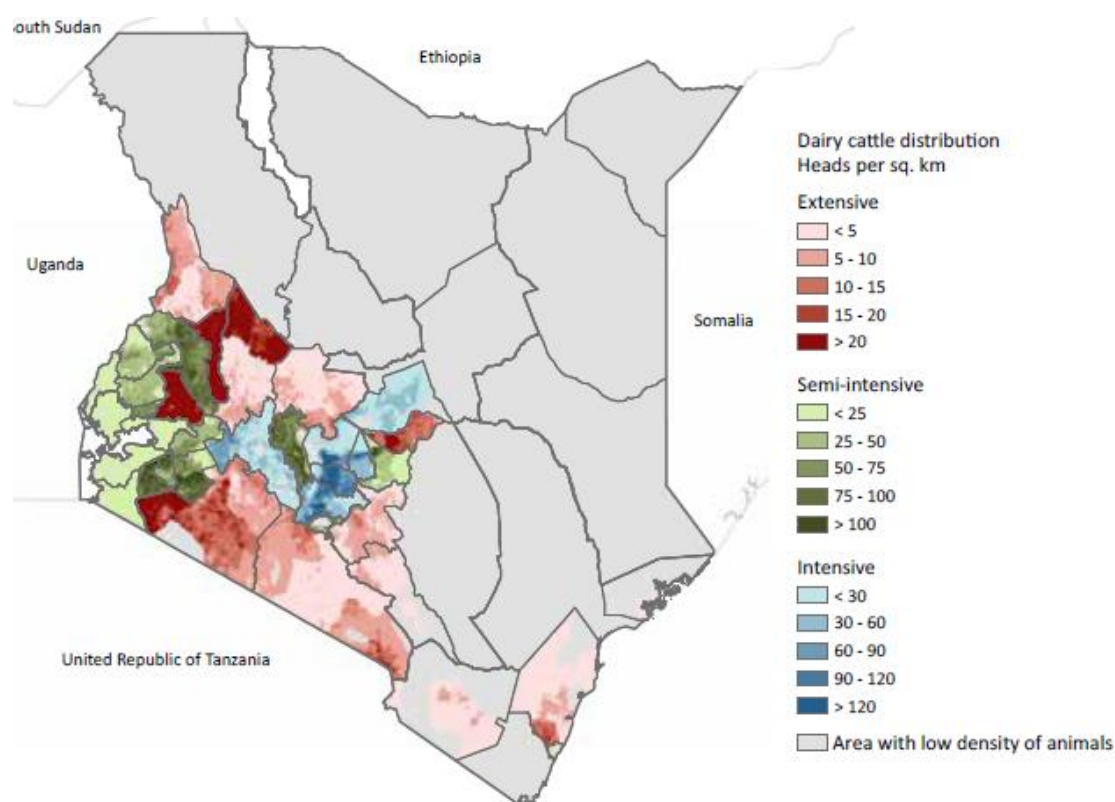 South Sudan
Ethiopia
Uganda
Somalia
United Republic of Tanzania
Dairy cattle distribution
Heads per sq. km
Extensive
< 5
5 - 10
10 - 15
15 - 20
> 20
Semi-intensive
< 25
25 - 50
50 - 75
75 - 100
> 100
Intensive
< 30
30 - 60
60 - 90
90 - 120
> 120
Area with low density of animals